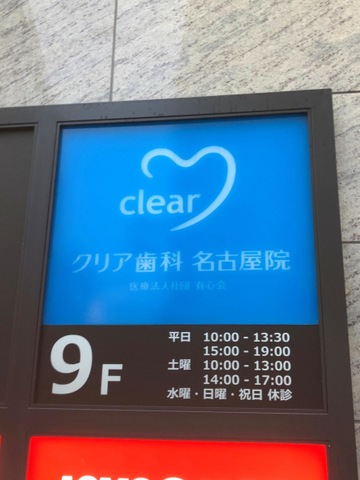 clear
クリア歯科 名古屋院
医療法人社団 有心会
9F
平日 10:00 - 13:30
15:00 - 19:00
土曜 10:00 - 13:00
14:00 - 17:00
水曜・日曜・祝日 休診